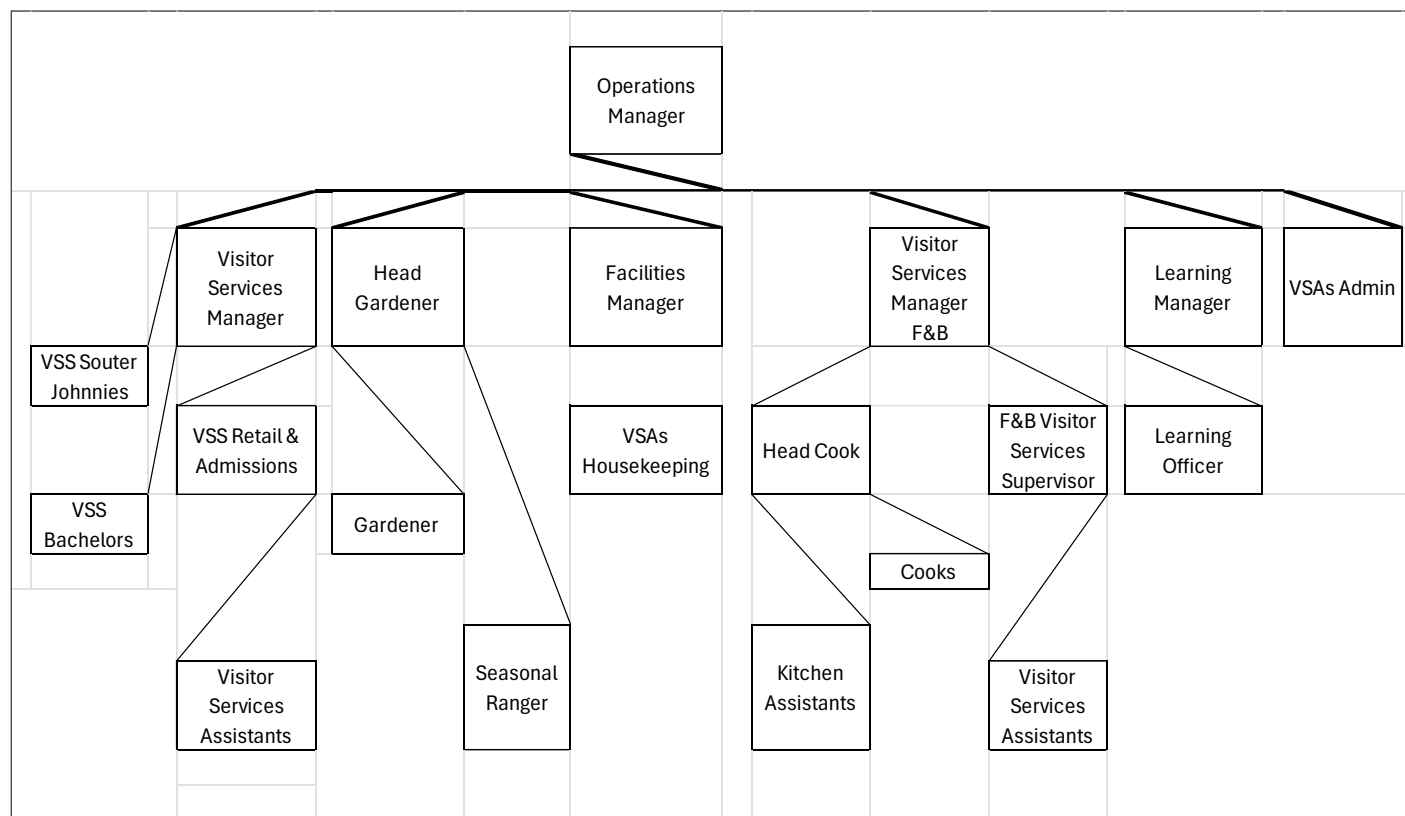 Operations
Manager
Visitor
Services
Manager
Head
Gardener
Facilities
Manager
Visitor
Services
Manager
F&B
Learning
Manager
VSAs Admin
VSS Souter
Johnnies
VSS Retail &
Admissions
VSAs
Housekeeping
Head Cook
F&B Visitor
Services
Supervisor
Learning
Officer
VSS
Bachelors
Gardener
Cooks
Visitor
Services
Assistants
Seasonal
Ranger
Kitchen
Assistants
Visitor
Services
Assistants